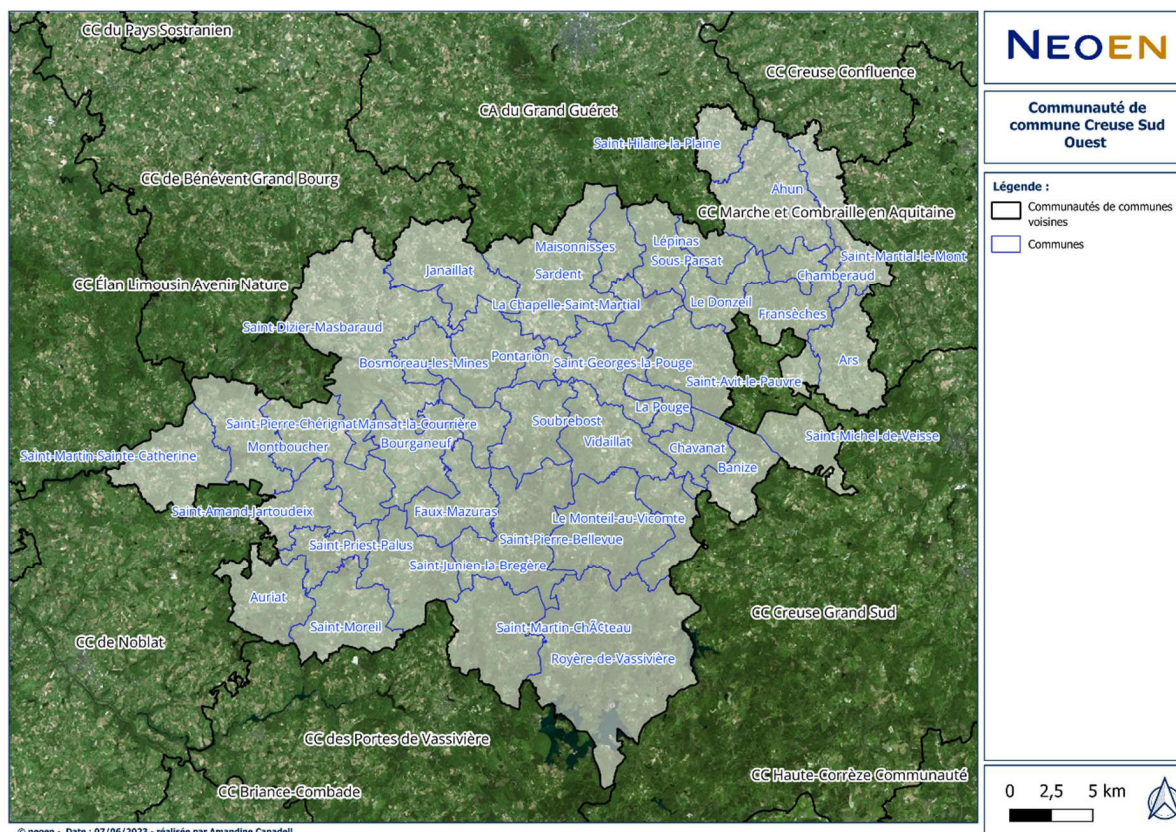 CC du Pays Sostranien
CC Creuse Confluence
CA du Grand Guéret
Saint-Hilaire-la-Plaine
CC de Bénévent Grand Bourg
Ahun
CC Marche et Combraille en Aquitaine
Maisonnisses
Lépinas
Saint-Martial-le-Mont
Sous-Parsat
Janaillat
Sardent
Chamberaud
CC Élan Limousin Avenir Nature
La Chapelle-Saint-Martial
Le Donzeil
Fransèches
Saint-Dizier-Masbaraud
Bosmoreau-les-Mines
Pontarion
Saint-Georges-la-Pouge
Ars
Saint-Avit-le-Pauvre
La Pouge
Saint-Pierre-Chérignat
Mansat-la-Courrière
Soubrebost
Montboucher
Bourganeuf
Vidaillat
Chavanat
Saint-Michel-de-Veisse
Saint-Martin-Sainte-Catherine
Banize
Saint-Amand-Jartoudeix
Faux-Mazuras
Le Monteil-au-Vicomte
Saint-Priest-Palus
Saint-Pierre-Bellevue
Saint-Junien-la-Bregère
Auriat
CC Creuse Grand Sud
Saint-Moreil
Saint-Martin-ChÃ¢teau
CC de Noblat
Royère-de-Vassivière
CC des Portes de Vassivière
CC Haute-Corrèze Communauté
CC Briance-Combade
© neoen - Date : 07/06/2023 - réalisée par Amandine Canadell
NEOEN
Communauté de
commune Creuse Sud
Ouest
Légende :
Communautés de communes
voisines
Communes
0 2,5 5 km